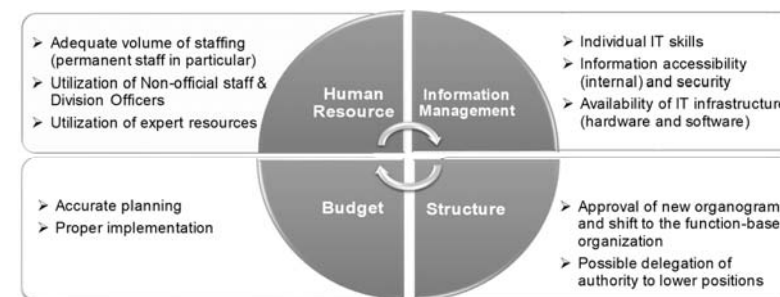 ➢ Adequate volume of staffing
(permanent staff in particular)
➢ Utilization of Non-official staff &
Division Officers
➢ Utilization of expert resources
Human
Resource
Information
Management
➢ Individual IT skills
➢ Information accessibility
(internal) and security
➢ Availability of IT infrastructure
(hardware and software)
➢ Accurate planning
➢ Proper implementation
Budget
Structure
➢ Approval of new organogram
and shift to the function-base
organization
➢ Possible delegation of
authority to lower positions